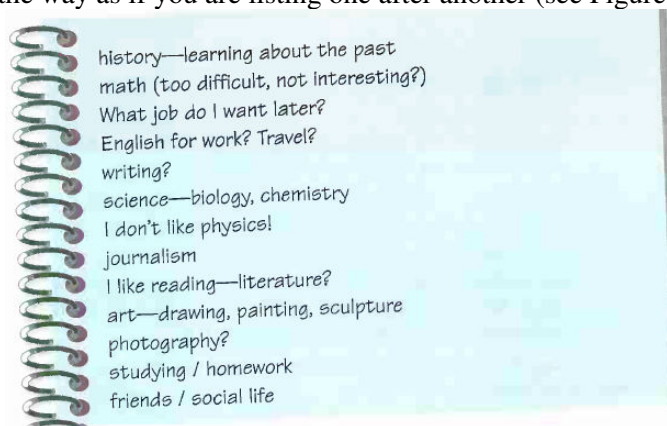 the way as if you are listing one after another (see Figure
history—learning about the past
math (too difficult, not interesting?)
What job do I want later?
English for work? Travel?
writing?
science—biology, chemistry
I don't like physics!
journalism
I like reading—literature?
art—drawing, painting, sculpture
photography?
studying / homework
friends / social life